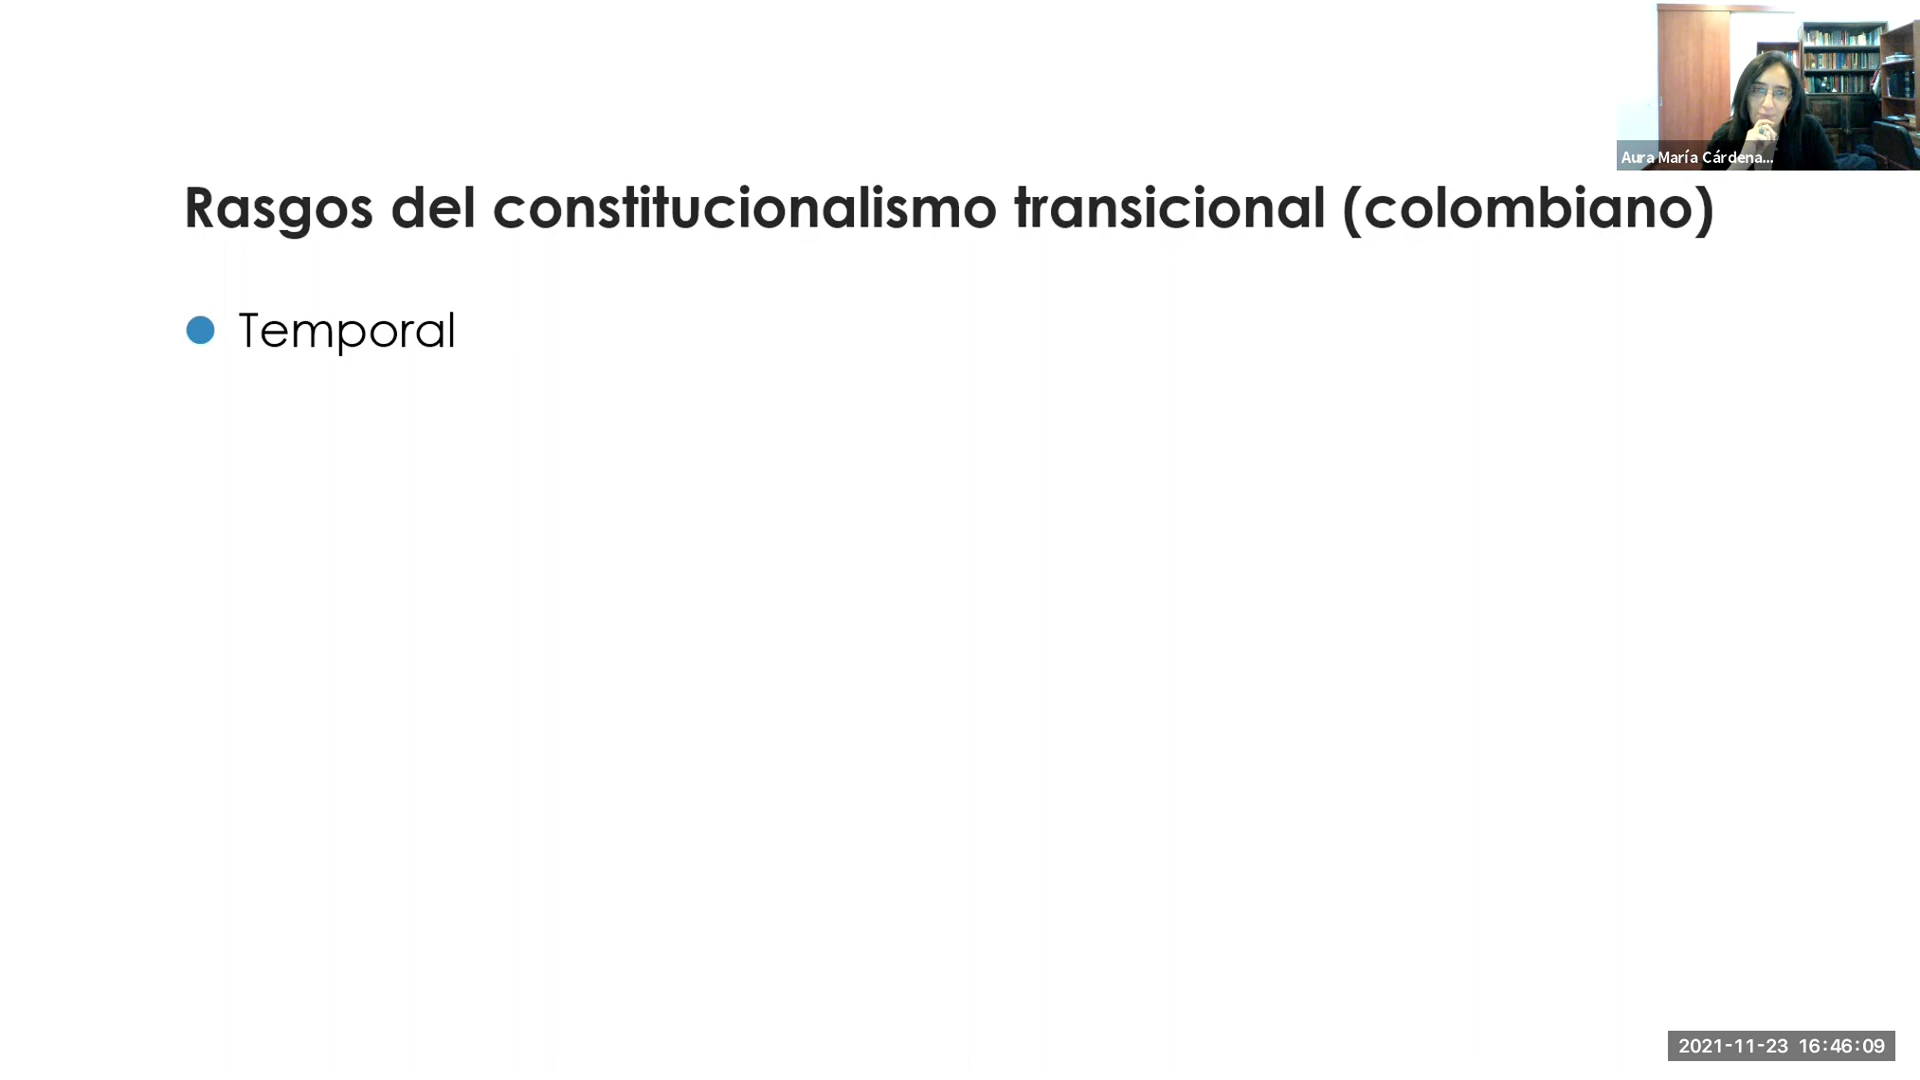 Aura María Cárdena...
Rasgos del constitucionalismo transicional (colombiano)
Temporal
2021-11-23 16:46:09